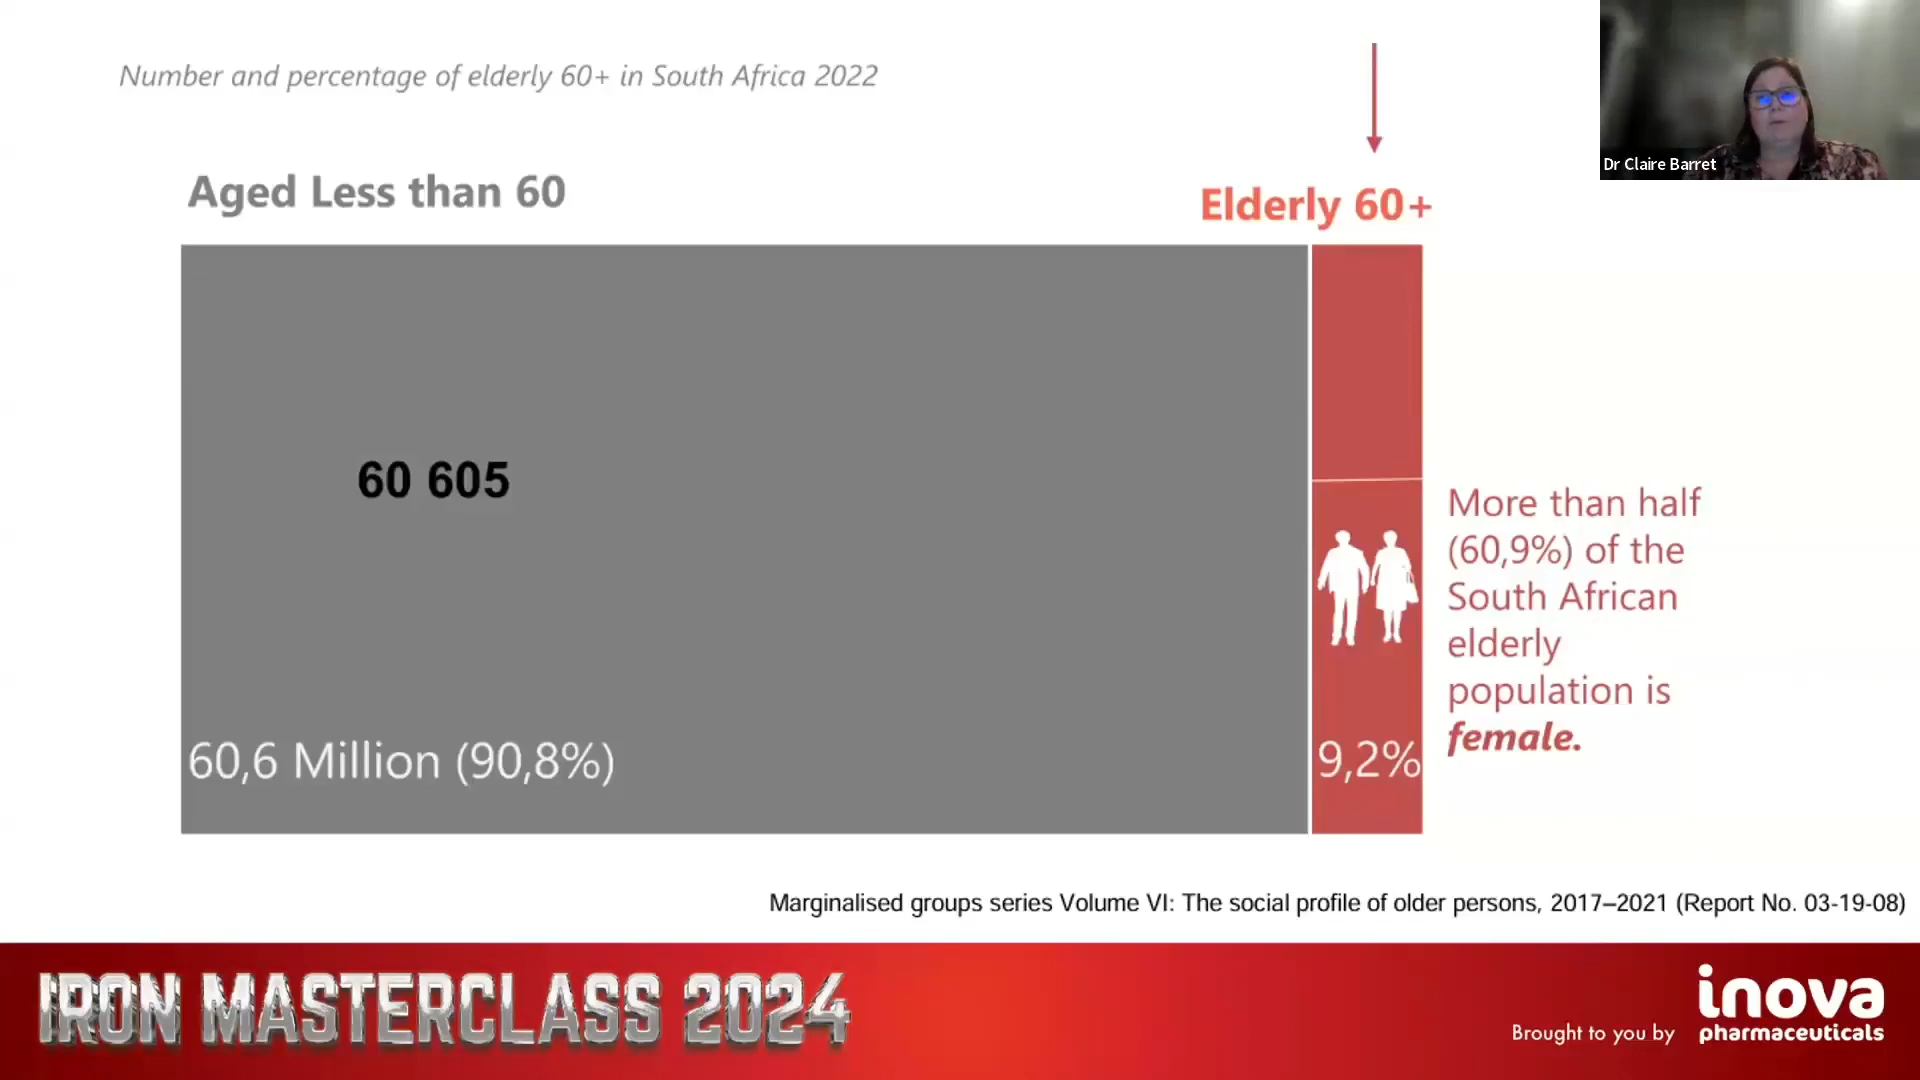 Number and percentage of elderly 60+ in South Africa 2022
Dr Claire Barret
Aged Less than 60
Elderly 60+
60 605
60,6 Million (90,8%)
9,2%
More than half
(60,9%) of the
South African
elderly
population is
female.
Marginalised groups series Volume VI: The social profile of older persons, 2017–2021 (Report No. 03-19-08)
IRON MASTERCLASS 2024
Brought to you by
inova
pharmaceuticals